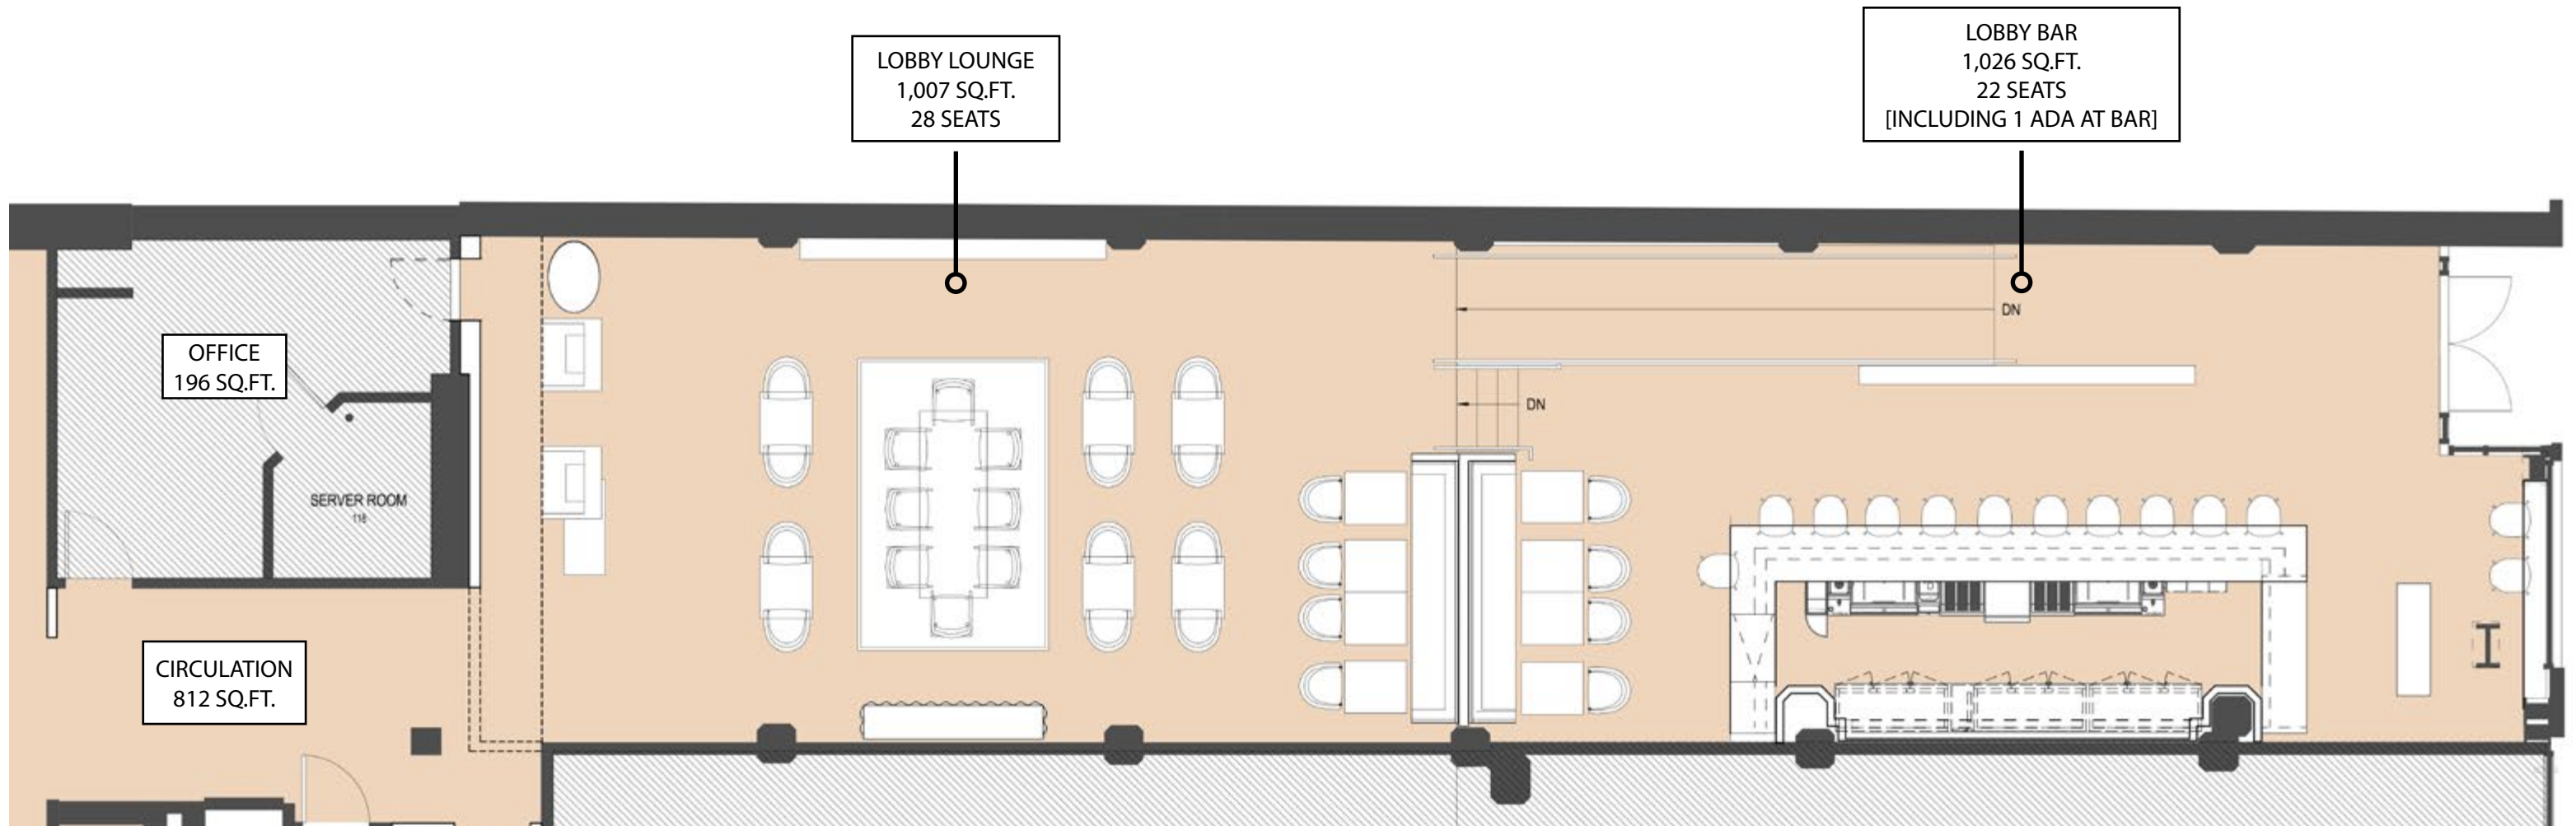 LOBBY LOUNGE
1,007 SQ.FT.
28 SEATS
LOBBY BAR
1,026 SQ.FT.
22 SEATS
[INCLUDING 1 ADA AT BAR]
DN
OFFICE
196 SQ.FT.
DN
SERVER ROOM
118
CIRCULATION
812 SQ.FT.